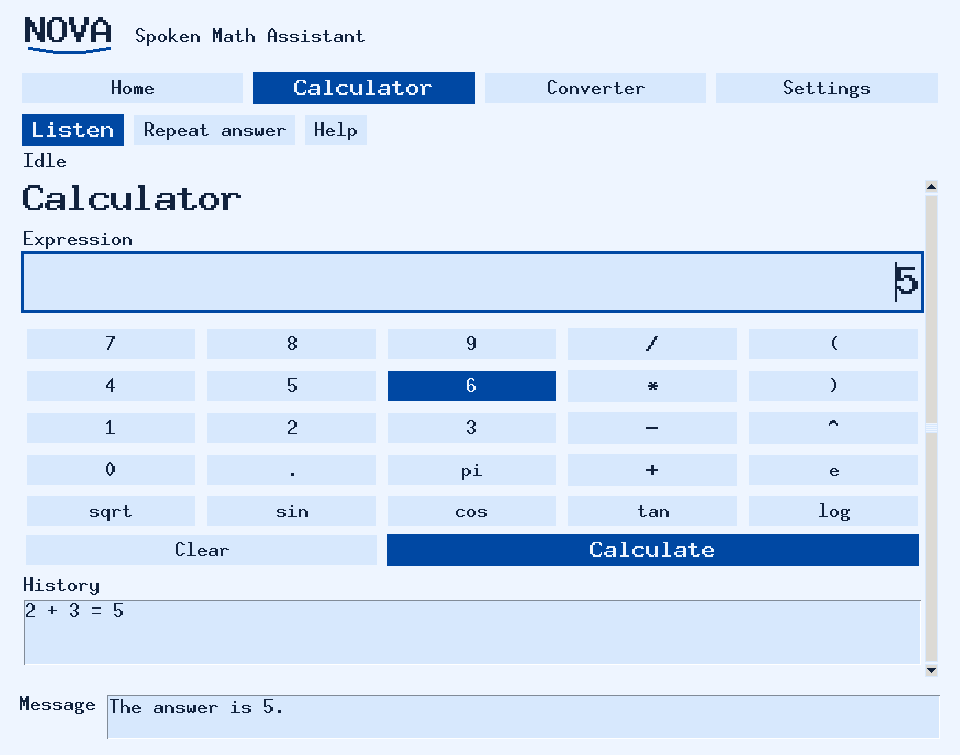 NOVA Spoken Math Assistant
Home Calculator Converter Settings
Listen Repeat answer Help
Idle
Calculator
Expression
5
7 8 9 / (
4 5 6 * )
1 2 3 - ^
0 . pi + e
sqrt sin cos tan log
Clear Calculate
History
2 + 3 = 5
Message The answer is 5.